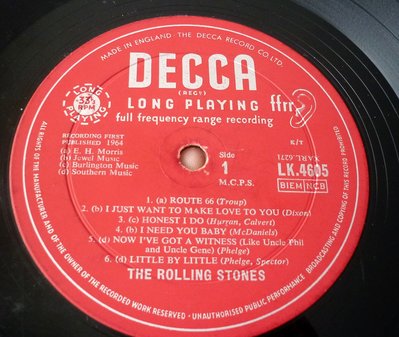 MADE IN ENGLAND · THE DECCA RECORD CO. LTD.
DECCA
(REGD)
LONG PLAYING
33⅓
RPM
LONG PLAYING ffrr
full frequency range recording
K/T
RECORDING FIRST
PUBLISHED 1964
(a) E. H. Morris
(b) Jewel Music
(c) Burlington Music
(d) Southern Music
Side
1
M.C.P.S.
XARL.6271
LK.4605
BIEM NCB
1. (a) ROUTE 66 (Troup)
2. (b) I JUST WANT TO MAKE LOVE TO YOU (Dixon)
3. (c) HONEST I DO (Burron, Calvert)
4. (b) I NEED YOU BABY (McDaniels)
5. (d) NOW I'VE GOT A WITNESS (Like Uncle Phil
and Uncle Gene) (Phelge)
6. (d) LITTLE BY LITTLE (Phelge, Spector)
THE ROLLING STONES
ALL RIGHTS OF THE MANUFACTURER AND OF THE OWNER OF THE RECORDED WORK RESERVED · UNAUTHORISED PUBLIC PERFORMANCE BROADCASTING AND COPYING OF THIS RECORD PROHIBITED